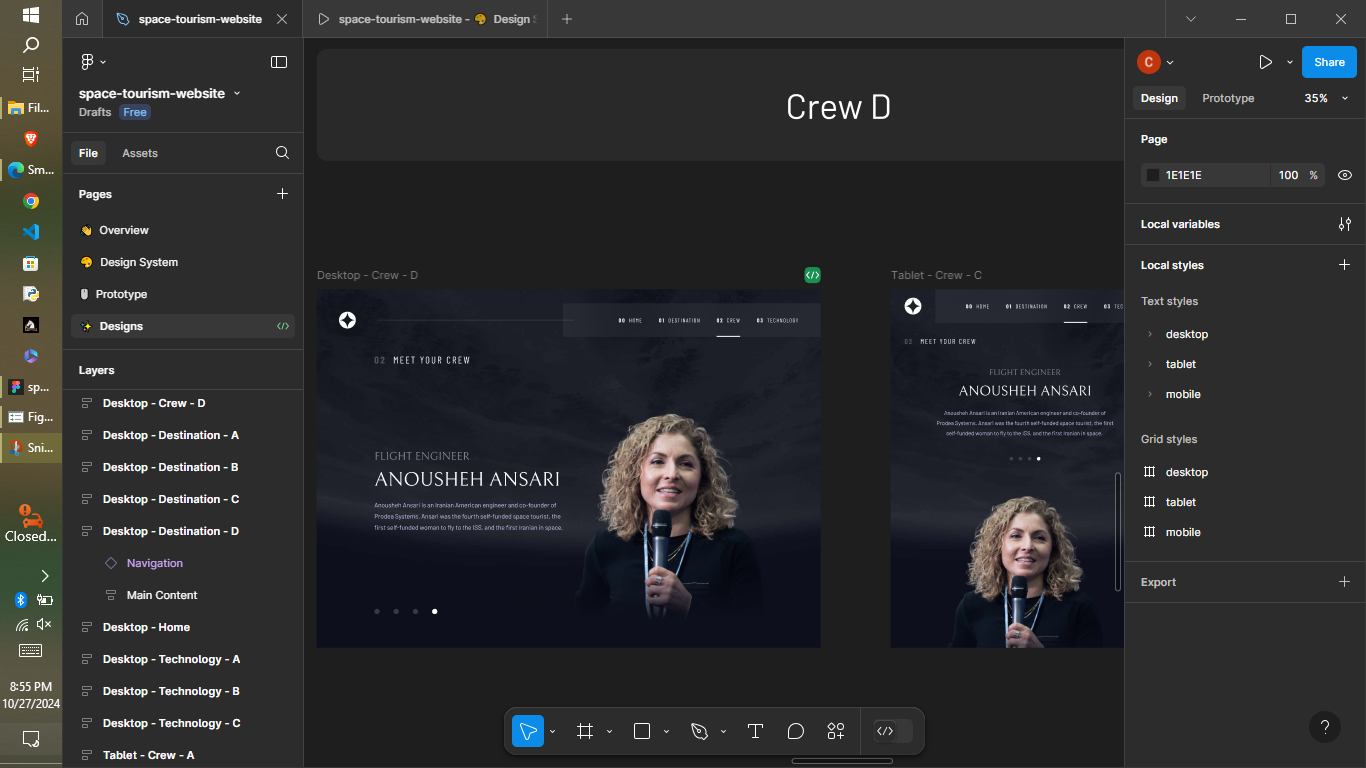 space-tourism-website
space-tourism-website - Design S
space-tourism-website
Drafts Free
File Assets
Pages
Overview
Design System
Prototype
Designs
Layers
Desktop - Crew - D
Desktop - Destination - A
Desktop - Destination - B
Desktop - Destination - C
Desktop - Destination - D
Navigation
Main Content
Desktop - Home
Desktop - Technology - A
Desktop - Technology - B
Desktop - Technology - C
Tablet - Crew - A
Fil...
Sm...
sp...
Fig...
Sni...
Closed...
8:55 PM
10/27/2024
Crew D
Desktop - Crew - D
00 HOME 01 DESTINATION 02 CREW 03 TECHNOLOGY
02 MEET YOUR CREW
FLIGHT ENGINEER
ANOUSHEH ANSARI
Anousheh Ansari is an Iranian American engineer and co-founder of
Prodea Systems. Ansari was the fourth self-funded space tourist, the
first self-funded woman to fly to the ISS, and the first Iranian in space.
Tablet - Crew - C
00 HOME 01 DESTINATION 02 CREW 03 TEC
02 MEET YOUR CREW
FLIGHT ENGINEER
ANOUSHEH ANSARI
Anousheh Ansari is an Iranian American engineer and co-founder of
Prodea Systems. Ansari was the fourth self-funded space tourist, the first
self-funded woman to fly to the ISS, and the first Iranian in space.
C
Share
Design Prototype 35%
Page
1E1E1E 100 %
Local variables
Local styles
Text styles
desktop
tablet
mobile
Grid styles
desktop
tablet
mobile
Export
?